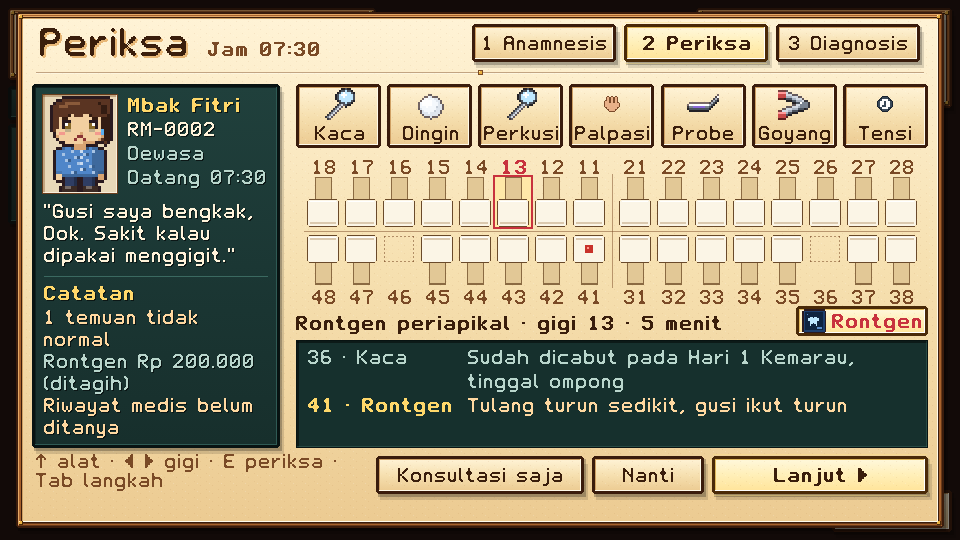 Periksa Jam 07:30
1 Anamnesis
2 Periksa
3 Diagnosis
Mbak Fitri
RM-0002
Dewasa
Datang 07:30
"Gusi saya bengkak,
Dok. Sakit kalau
dipakai menggigit."
Catatan
1 temuan tidak
normal
Rontgen Rp 200.000
(ditagih)
Riwayat medis belum
ditanya
Kaca
Dingin
Perkusi
Palpasi
Probe
Goyang
Tensi
18 17 16 15 14 13 12 11 21 22 23 24 25 26 27 28
48 47 46 45 44 43 42 41 31 32 33 34 35 36 37 38
Rontgen periapikal · gigi 13 · 5 menit
Rontgen
36 · Kaca Sudah dicabut pada Hari 1 Kemarau,
tinggal ompong
41 · Rontgen Tulang turun sedikit, gusi ikut turun
↑ alat · ◀ ▶ gigi · E periksa ·
Tab langkah
Konsultasi saja
Nanti
Lanjut ▶